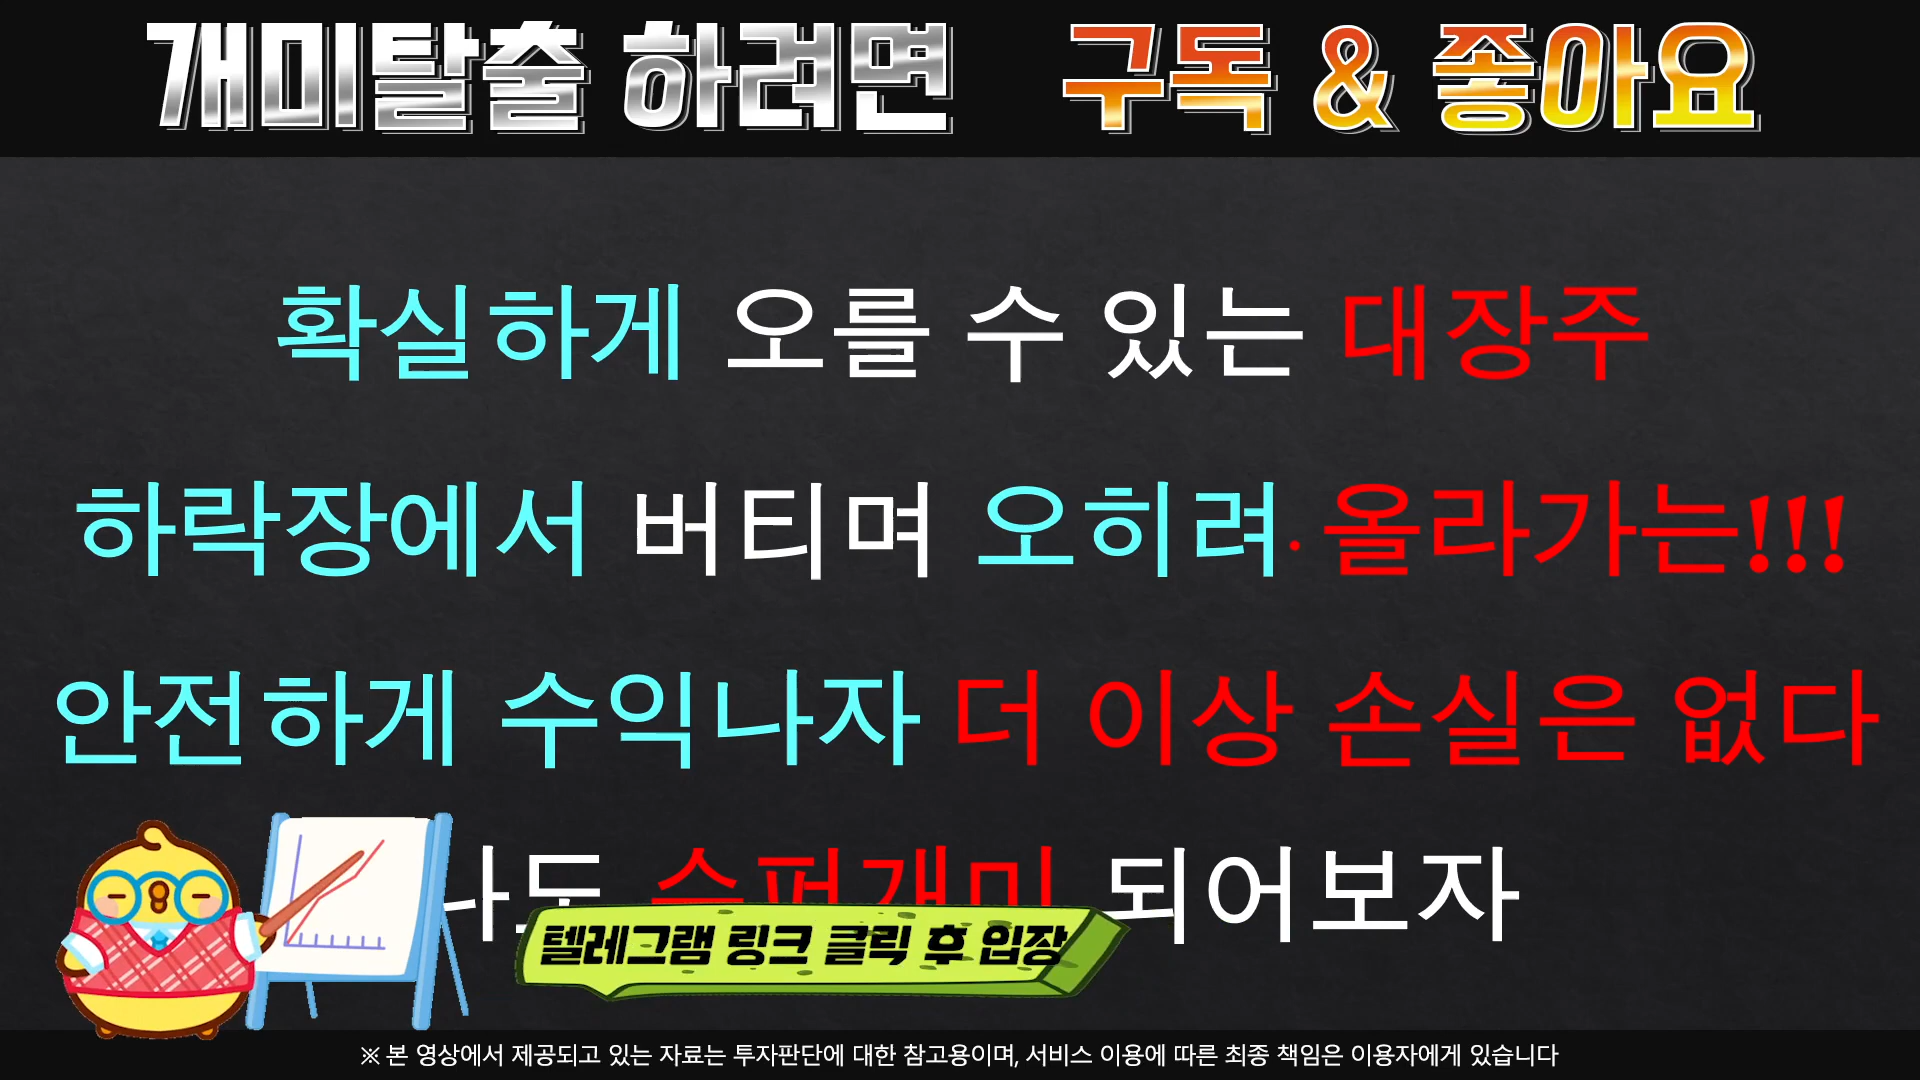 개미탈출 하려면 구독 & 좋아요
확실하게 오를 수 있는 대장주
하락장에서 버티며 오히려 올라가는!!!
안전하게 수익나자 더 이상 손실은 없다
나도 슈퍼개미 되어보자
텔레그램 링크 클릭 후 입장
※ 본 영상에서 제공되고 있는 자료는 투자판단에 대한 참고용이며, 서비스 이용에 따른 최종 책임은 이용자에게 있습니다